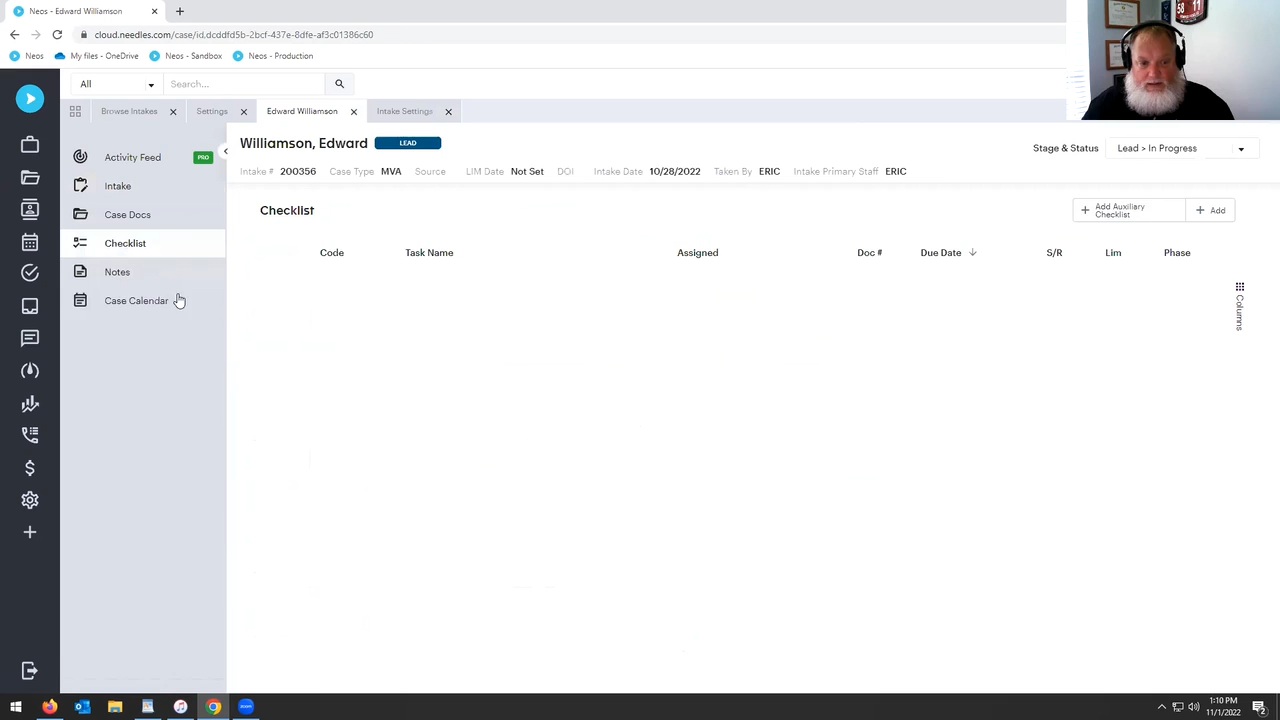 Neos - Edward Williamson
cloud.needles.com/case/id,dcddfd5b-2bcf-437e-8dfe-af3c01386c60
Neos
My files - OneDrive
Neos - Sandbox
Neos - Production
58 11
All
Search...
Browse Intakes
Settings
Edward Williamson
Intake Settings
Williamson, Edward LEAD
Stage & Status Lead > In Progress
Intake # 200356 Case Type MVA Source LIM Date Not Set DOI Intake Date 10/28/2022 Taken By ERIC Intake Primary Staff ERIC
Activity Feed PRO
Intake
Case Docs
Checklist
Notes
Case Calendar
Checklist
Add Auxiliary
Checklist
Add
Code Task Name Assigned Doc # Due Date S/R Lim Phase
Columns
zoom
1:10 PM
11/1/2022
2